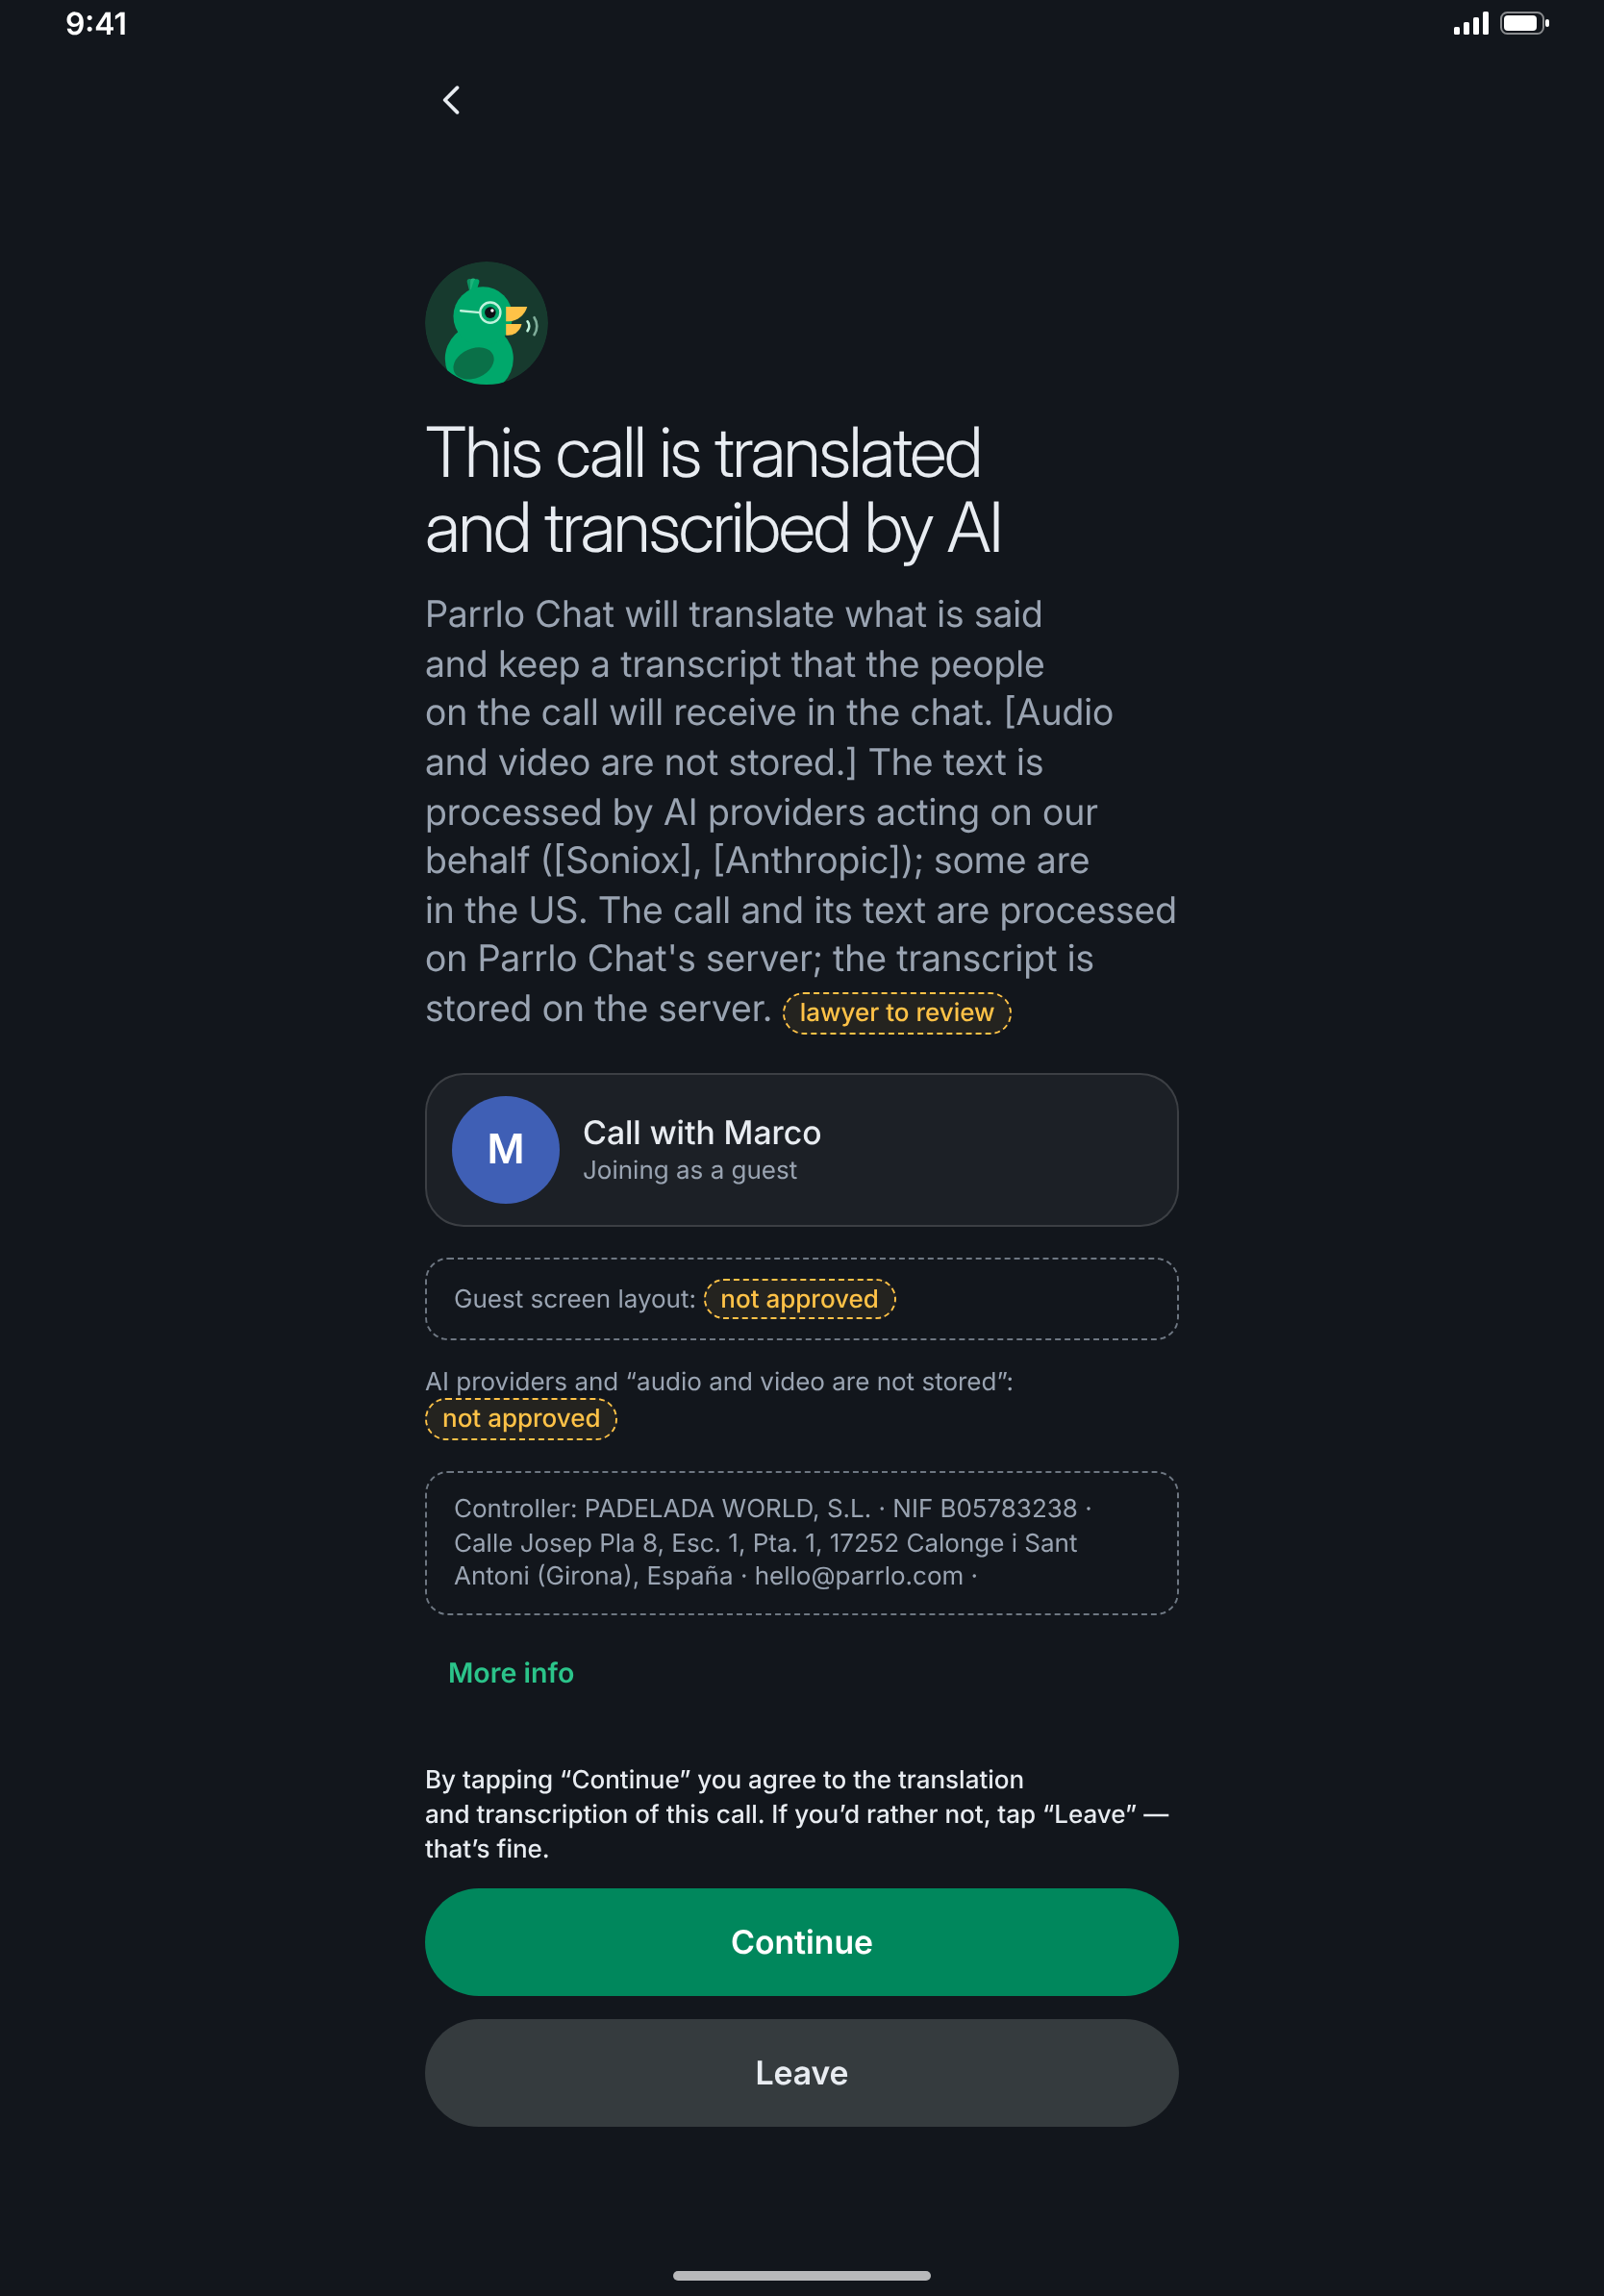 9:41
This call is translated
and transcribed by AI
Parrlo Chat will translate what is said
and keep a transcript that the people
on the call will receive in the chat. [Audio
and video are not stored.] The text is
processed by AI providers acting on our
behalf ([Soniox], [Anthropic]); some are
in the US. The call and its text are processed
on Parrlo Chat's server; the transcript is
stored on the server. lawyer to review
M
Call with Marco
Joining as a guest
Guest screen layout: not approved
AI providers and “audio and video are not stored”:
not approved
Controller: PADELADA WORLD, S.L. · NIF B05783238 ·
Calle Josep Pla 8, Esc. 1, Pta. 1, 17252 Calonge i Sant
Antoni (Girona), España · hello@parrlo.com ·
More info
By tapping “Continue” you agree to the translation
and transcription of this call. If you’d rather not, tap “Leave” —
that’s fine.
Continue
Leave